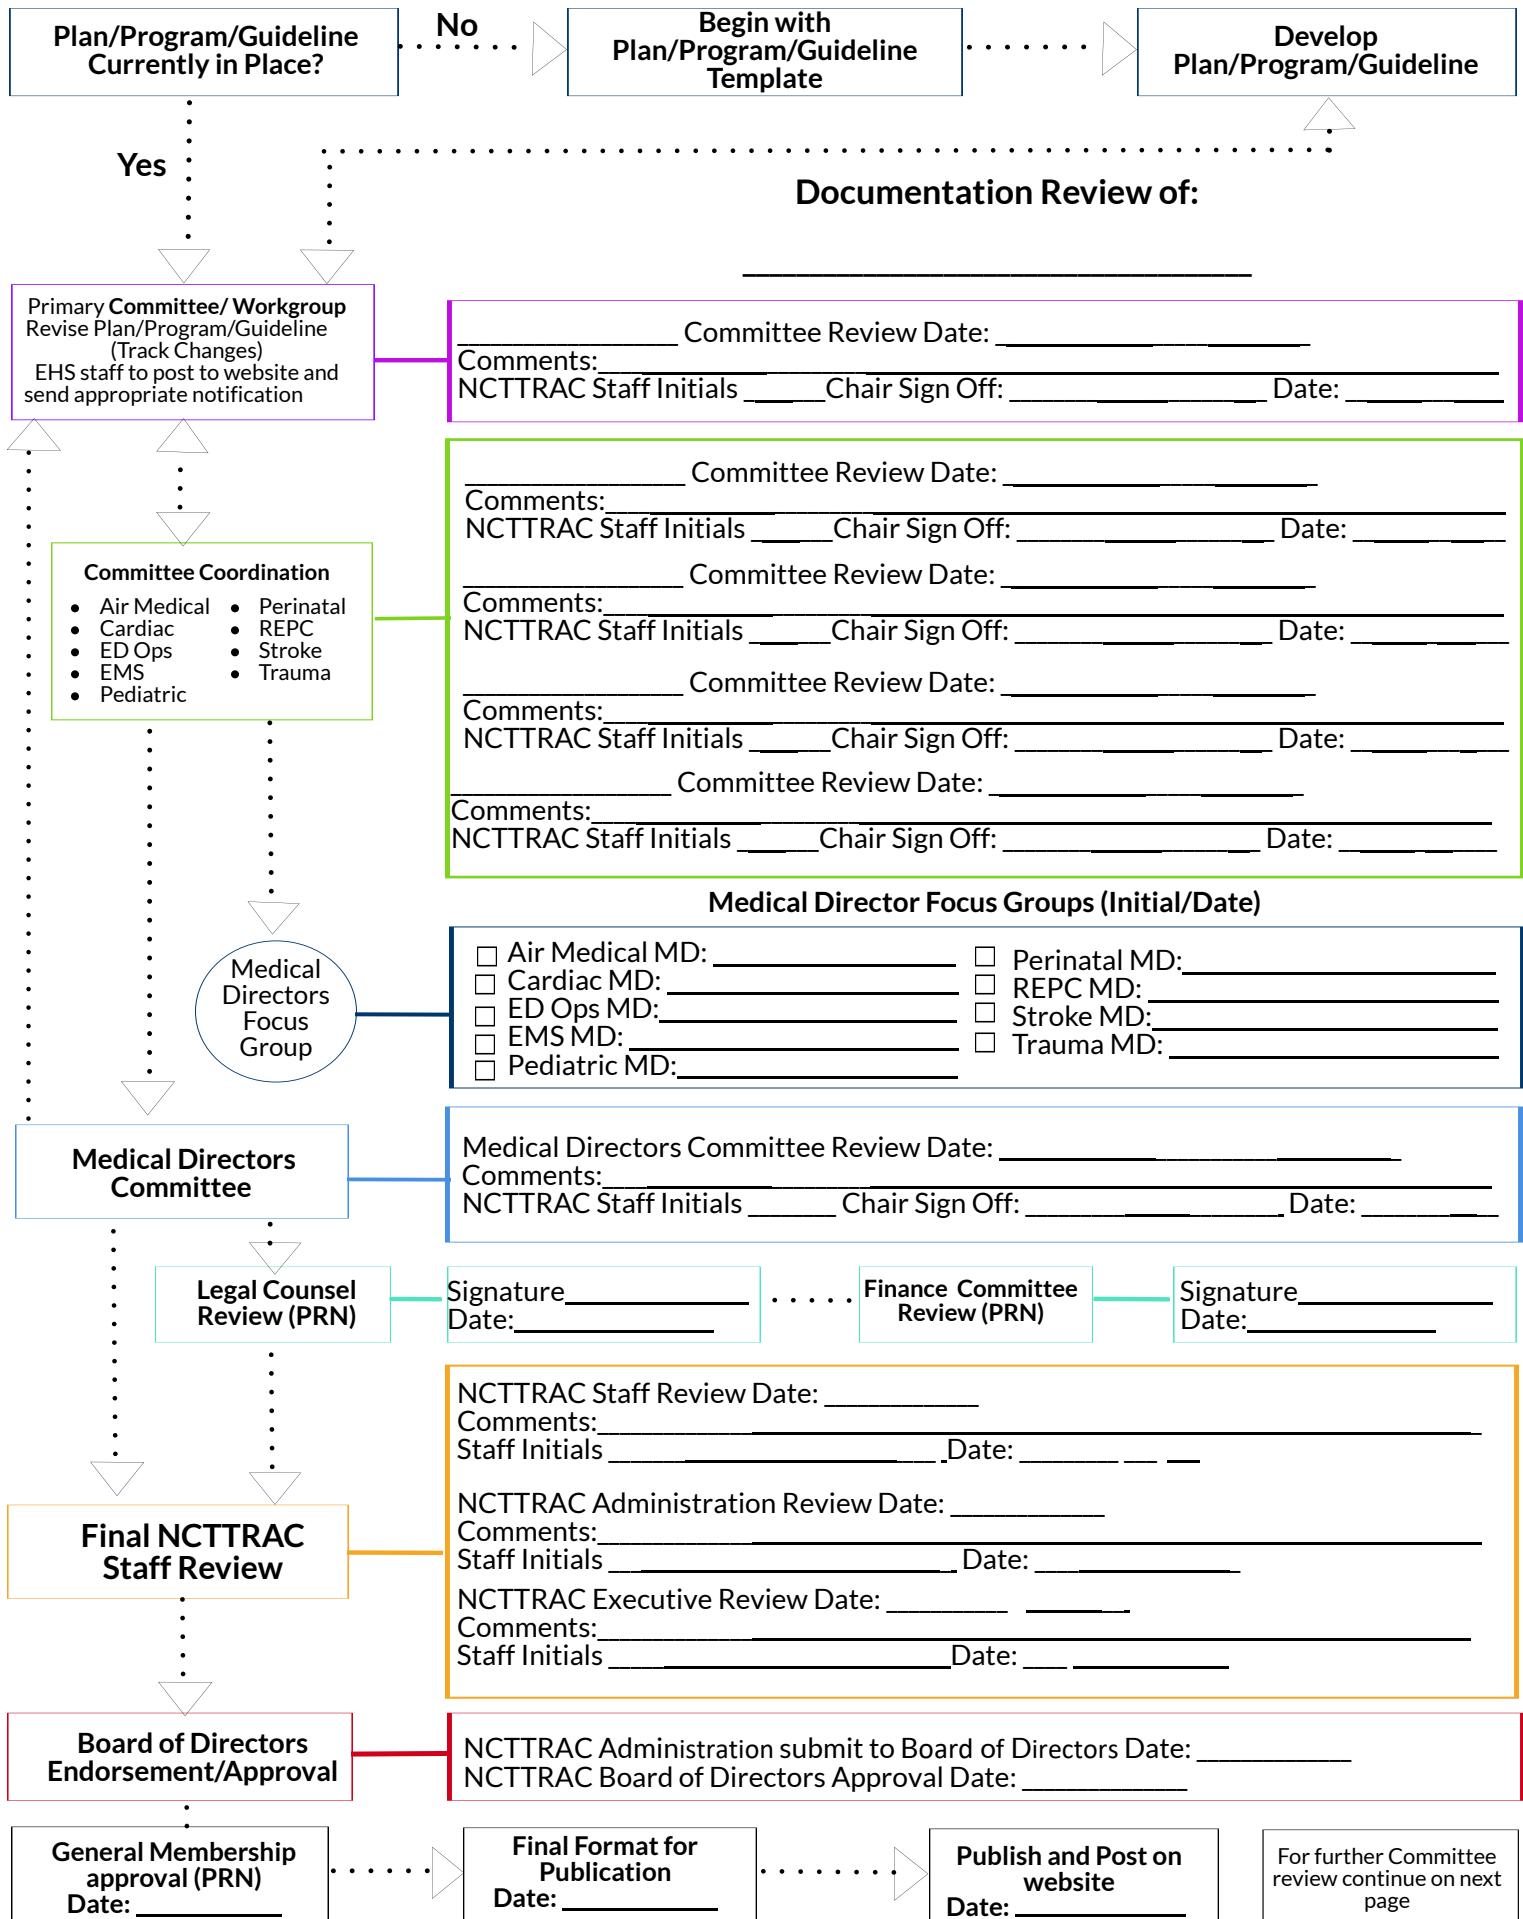 Plan/Program/Guideline
Currently in Place?
No
Begin with
Plan/Program/Guideline
Template
Develop
Plan/Program/Guideline
Yes
Documentation Review of:
Primary Committee/ Workgroup
Revise Plan/Program/Guideline
(Track Changes)
EHS staff to post to website and
send appropriate notification
Committee Review Date:
Comments:
NCTTRAC Staff Initials Chair Sign Off: Date:
Committee Review Date:
Comments:
NCTTRAC Staff Initials Chair Sign Off: Date:
Committee Review Date:
Comments:
NCTTRAC Staff Initials Chair Sign Off: Date:
Committee Review Date:
Comments:
NCTTRAC Staff Initials Chair Sign Off: Date:
Committee Review Date:
Comments:
NCTTRAC Staff Initials Chair Sign Off: Date:
Committee Coordination
Air Medical
Cardiac
ED Ops
EMS
Pediatric
Perinatal
REPC
Stroke
Trauma
Medical Director Focus Groups (Initial/Date)
Medical
Directors
Focus
Group
Air Medical MD:
Cardiac MD:
ED Ops MD:
EMS MD:
Pediatric MD:
Perinatal MD:
REPC MD:
Stroke MD:
Trauma MD:
Medical Directors
Committee
Medical Directors Committee Review Date:
Comments:
NCTTRAC Staff Initials Chair Sign Off: Date:
Legal Counsel
Review (PRN)
Signature
Date:
Finance Committee
Review (PRN)
Signature
Date:
NCTTRAC Staff Review Date:
Comments:
Staff Initials Date:
NCTTRAC Administration Review Date:
Comments:
Staff Initials Date:
NCTTRAC Executive Review Date:
Comments:
Staff Initials Date:
Final NCTTRAC
Staff Review
Board of Directors
Endorsement/Approval
NCTTRAC Administration submit to Board of Directors Date:
NCTTRAC Board of Directors Approval Date:
General Membership
approval (PRN)
Date:
Final Format for
Publication
Date:
Publish and Post on
website
Date:
For further Committee
review continue on next
page